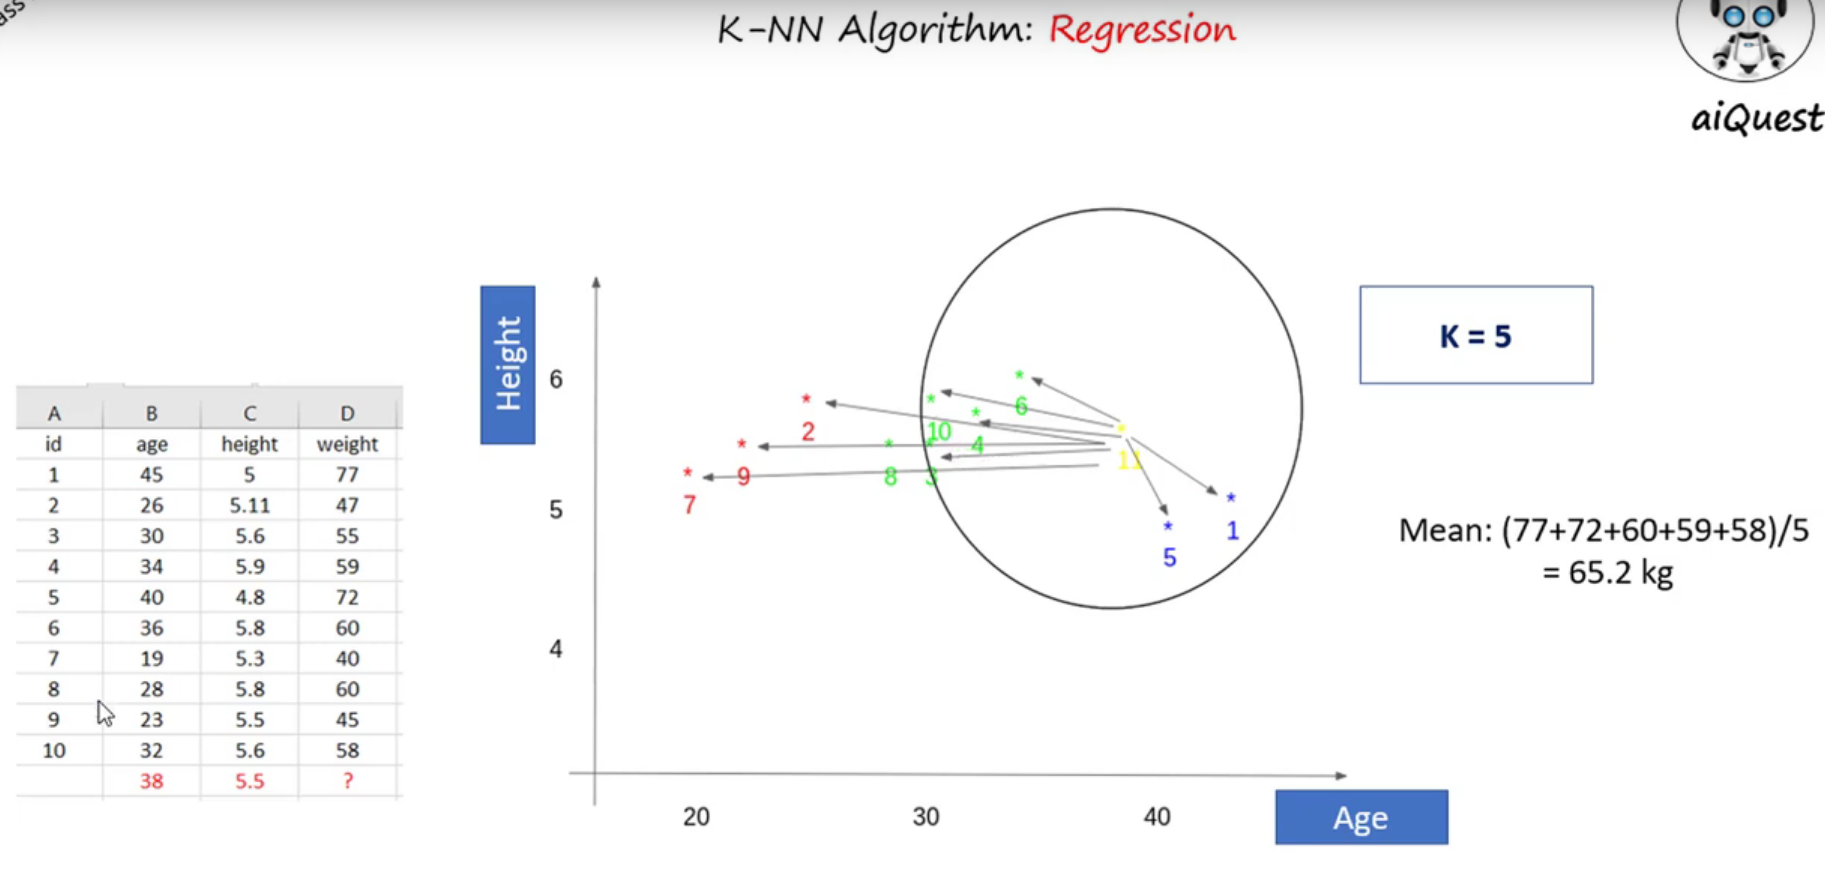 ass
K-NN Algorithm: Regression
aiQuest
Height
6
5
4
20
30
40
Age
2
9
7
10
8
3
4
6
11
5
1
K = 5
Mean: (77+72+60+59+58)/5
= 65.2 kg
A B C D
id age height weight
1 45 5 77
2 26 5.11 47
3 30 5.6 55
4 34 5.9 59
5 40 4.8 72
6 36 5.8 60
7 19 5.3 40
8 28 5.8 60
9 23 5.5 45
10 32 5.6 58
38 5.5 ?